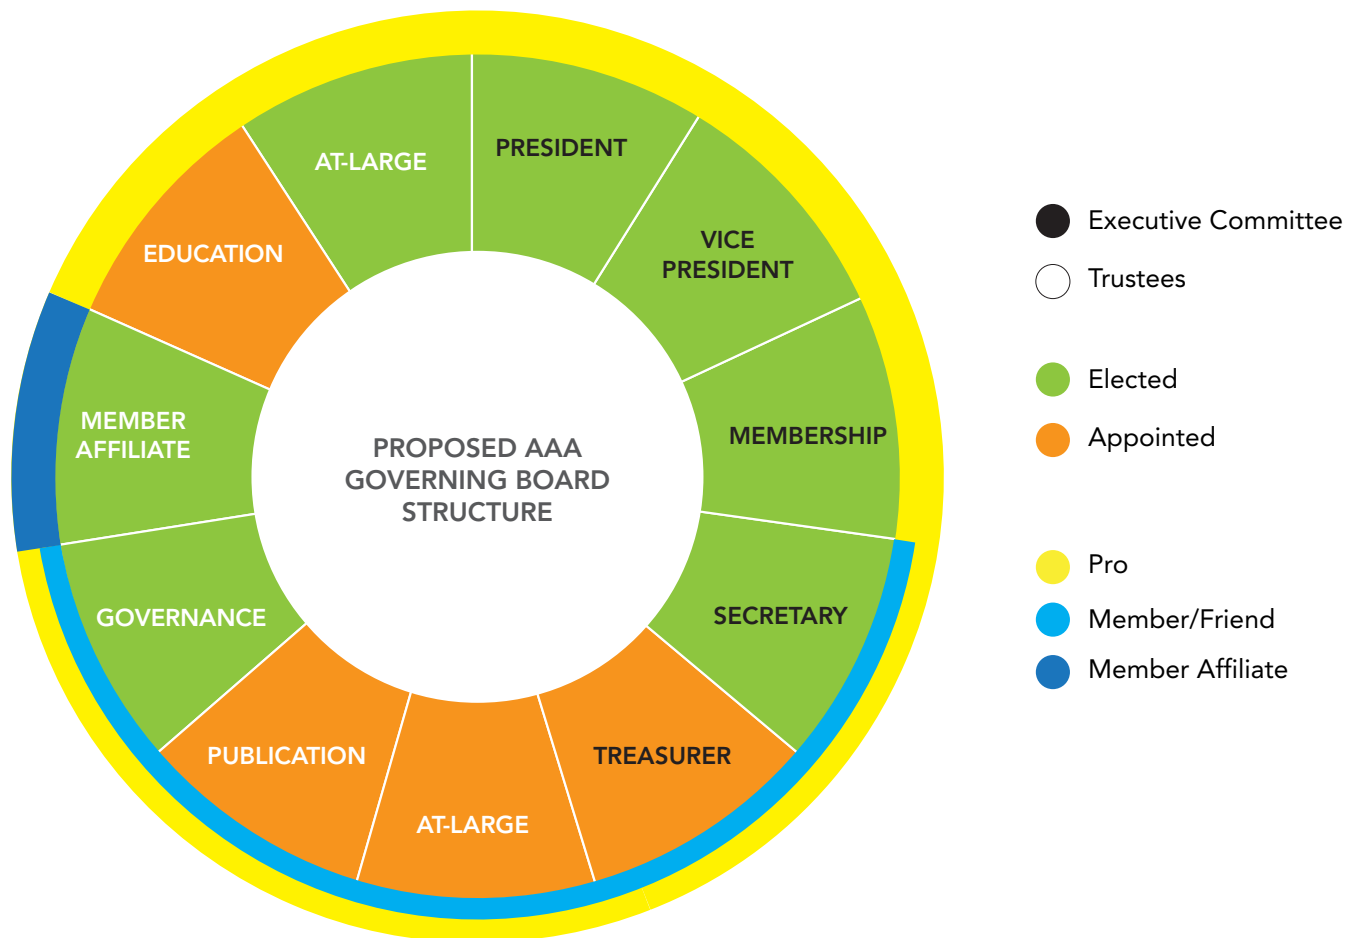 PRESIDENT
VICE
PRESIDENT
MEMBERSHIP
SECRETARY
TREASURER
AT-LARGE
PUBLICATION
GOVERNANCE
MEMBER
AFFILIATE
EDUCATION
AT-LARGE
PROPOSED AAA
GOVERNING BOARD
STRUCTURE
Executive Committee
Trustees
Elected
Appointed
Pro
Member/Friend
Member Affiliate